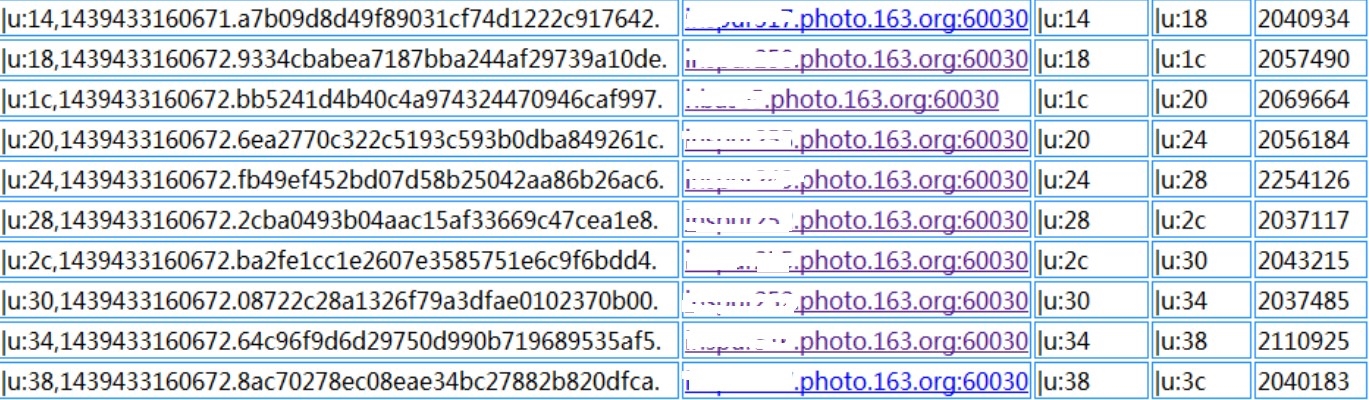 |u:14,1439433160671.a7b09d8d49f89031cf74d1222c917642. .photo.163.org:60030 |u:14 |u:18 2040934
|u:18,1439433160672.9334cbabea7187bba244af29739a10de. .photo.163.org:60030 |u:18 |u:1c 2057490
|u:1c,1439433160672.bb5241d4b40c4a974324470946caf997. .photo.163.org:60030 |u:1c |u:20 2069664
|u:20,1439433160672.6ea2770c322c5193c593b0dba849261c. .photo.163.org:60030 |u:20 |u:24 2056184
|u:24,1439433160672.fb49ef452bd07d58b25042aa86b26ac6. .photo.163.org:60030 |u:24 |u:28 2254126
|u:28,1439433160672.2cba0493b04aac15af33669c47cea1e8. .photo.163.org:60030 |u:28 |u:2c 2037117
|u:2c,1439433160672.ba2fe1cc1e2607e3585751e6c9f6bdd4. .photo.163.org:60030 |u:2c |u:30 2043215
|u:30,1439433160672.08722c28a1326f79a3dfae0102370b00. .photo.163.org:60030 |u:30 |u:34 2037485
|u:34,1439433160672.64c96f9d6d29750d990b719689535af5. .photo.163.org:60030 |u:34 |u:38 2110925
|u:38,1439433160672.8ac70278ec08eae34bc27882b820dfca. .photo.163.org:60030 |u:38 |u:3c 2040183